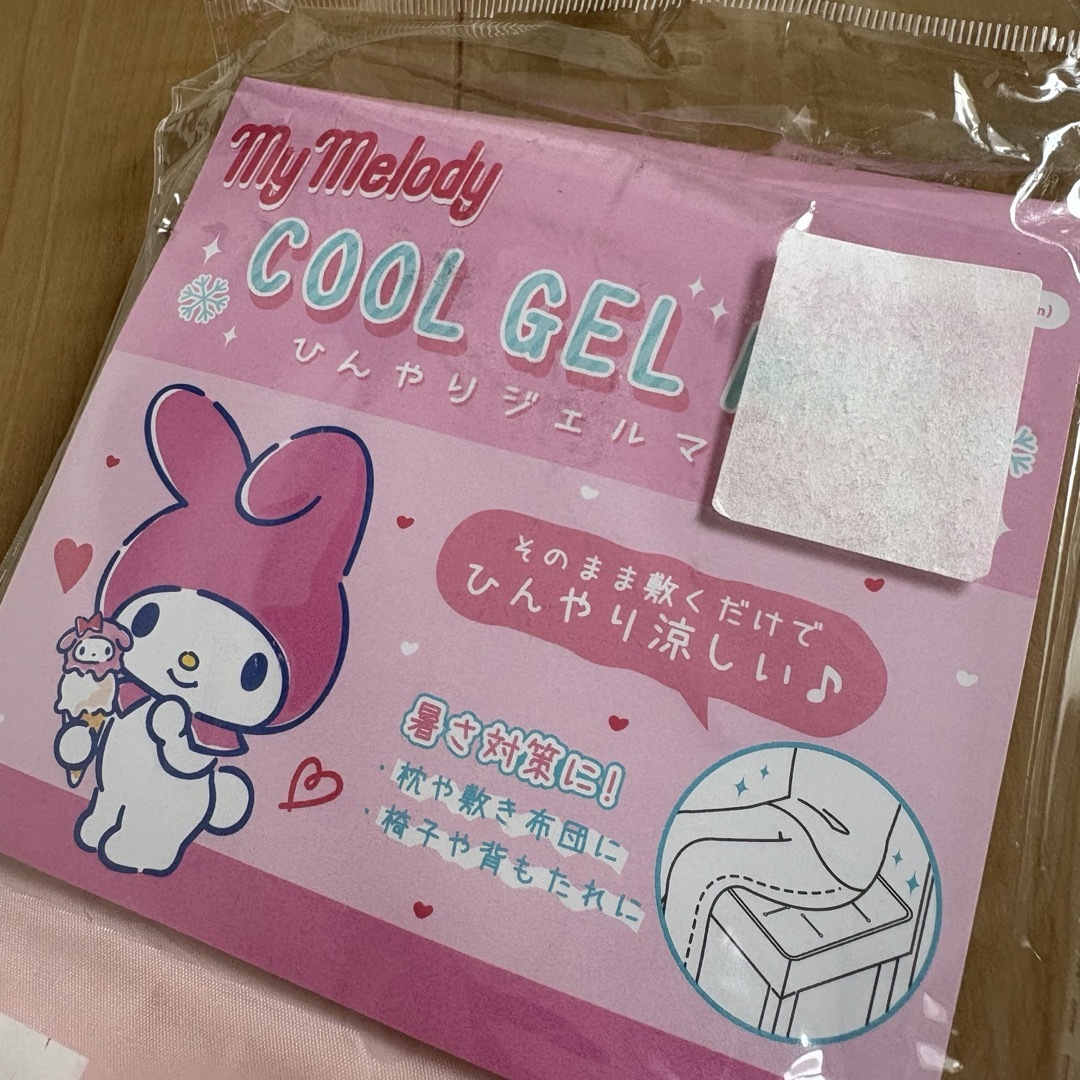 My Melody
COOL GEL
ひんやりジェルマ
そのまま敷くだけで
ひんやり涼しい♪
暑さ対策に!
・枕や敷き布団に
・椅子や背もたれに